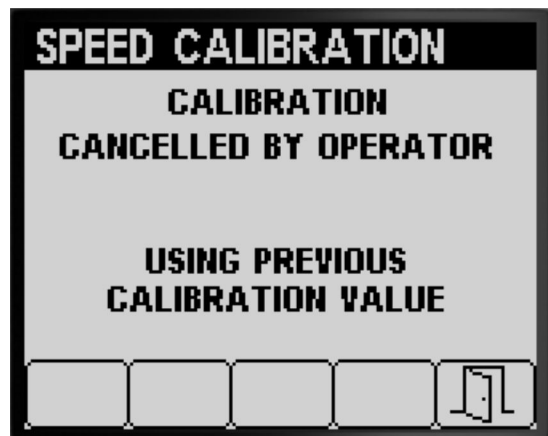 SPEED CALIBRATION
CALIBRATION
CANCELLED BY OPERATOR
USING PREVIOUS
CALIBRATION VALUE